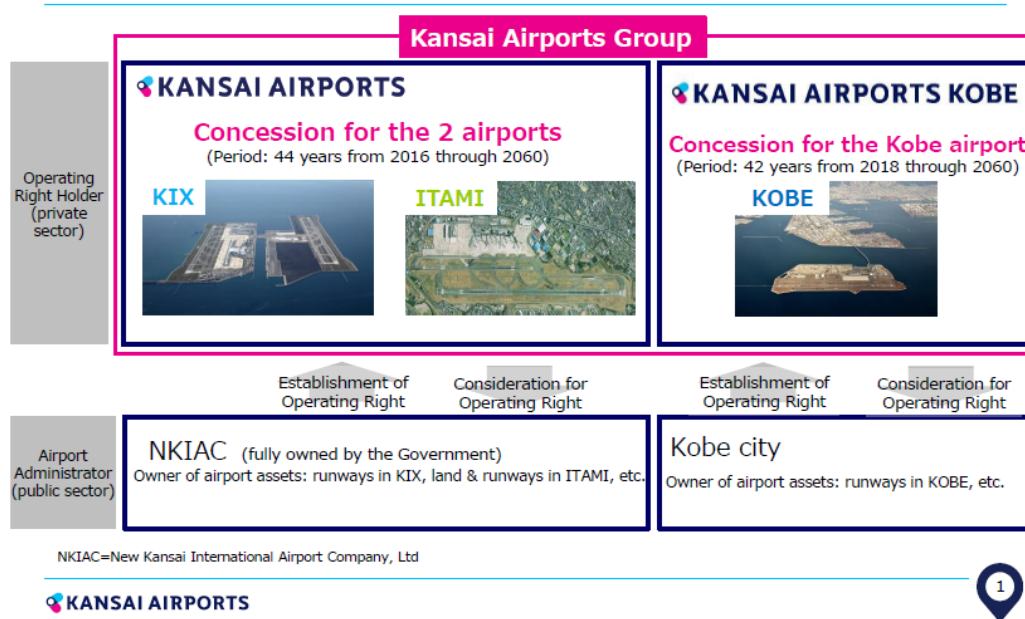 Kansai Airports Group
Operating
Right Holder
(private
sector)
KANSAI AIRPORTS
Concession for the 2 airports
(Period: 44 years from 2016 through 2060)
KIX
ITAMI
KANSAI AIRPORTS KOBE
Concession for the Kobe airport
(Period: 42 years from 2018 through 2060)
KOBE
Establishment of
Operating Right
Consideration for
Operating Right
Establishment of
Operating Right
Consideration for
Operating Right
Airport
Administrator
(public sector)
NKIAC (fully owned by the Government)
Owner of airport assets: runways in KIX, land & runways in ITAMI, etc.
Kobe city
Owner of airport assets: runways in KOBE, etc.
NKIAC=New Kansai International Airport Company, Ltd
KANSAI AIRPORTS
1